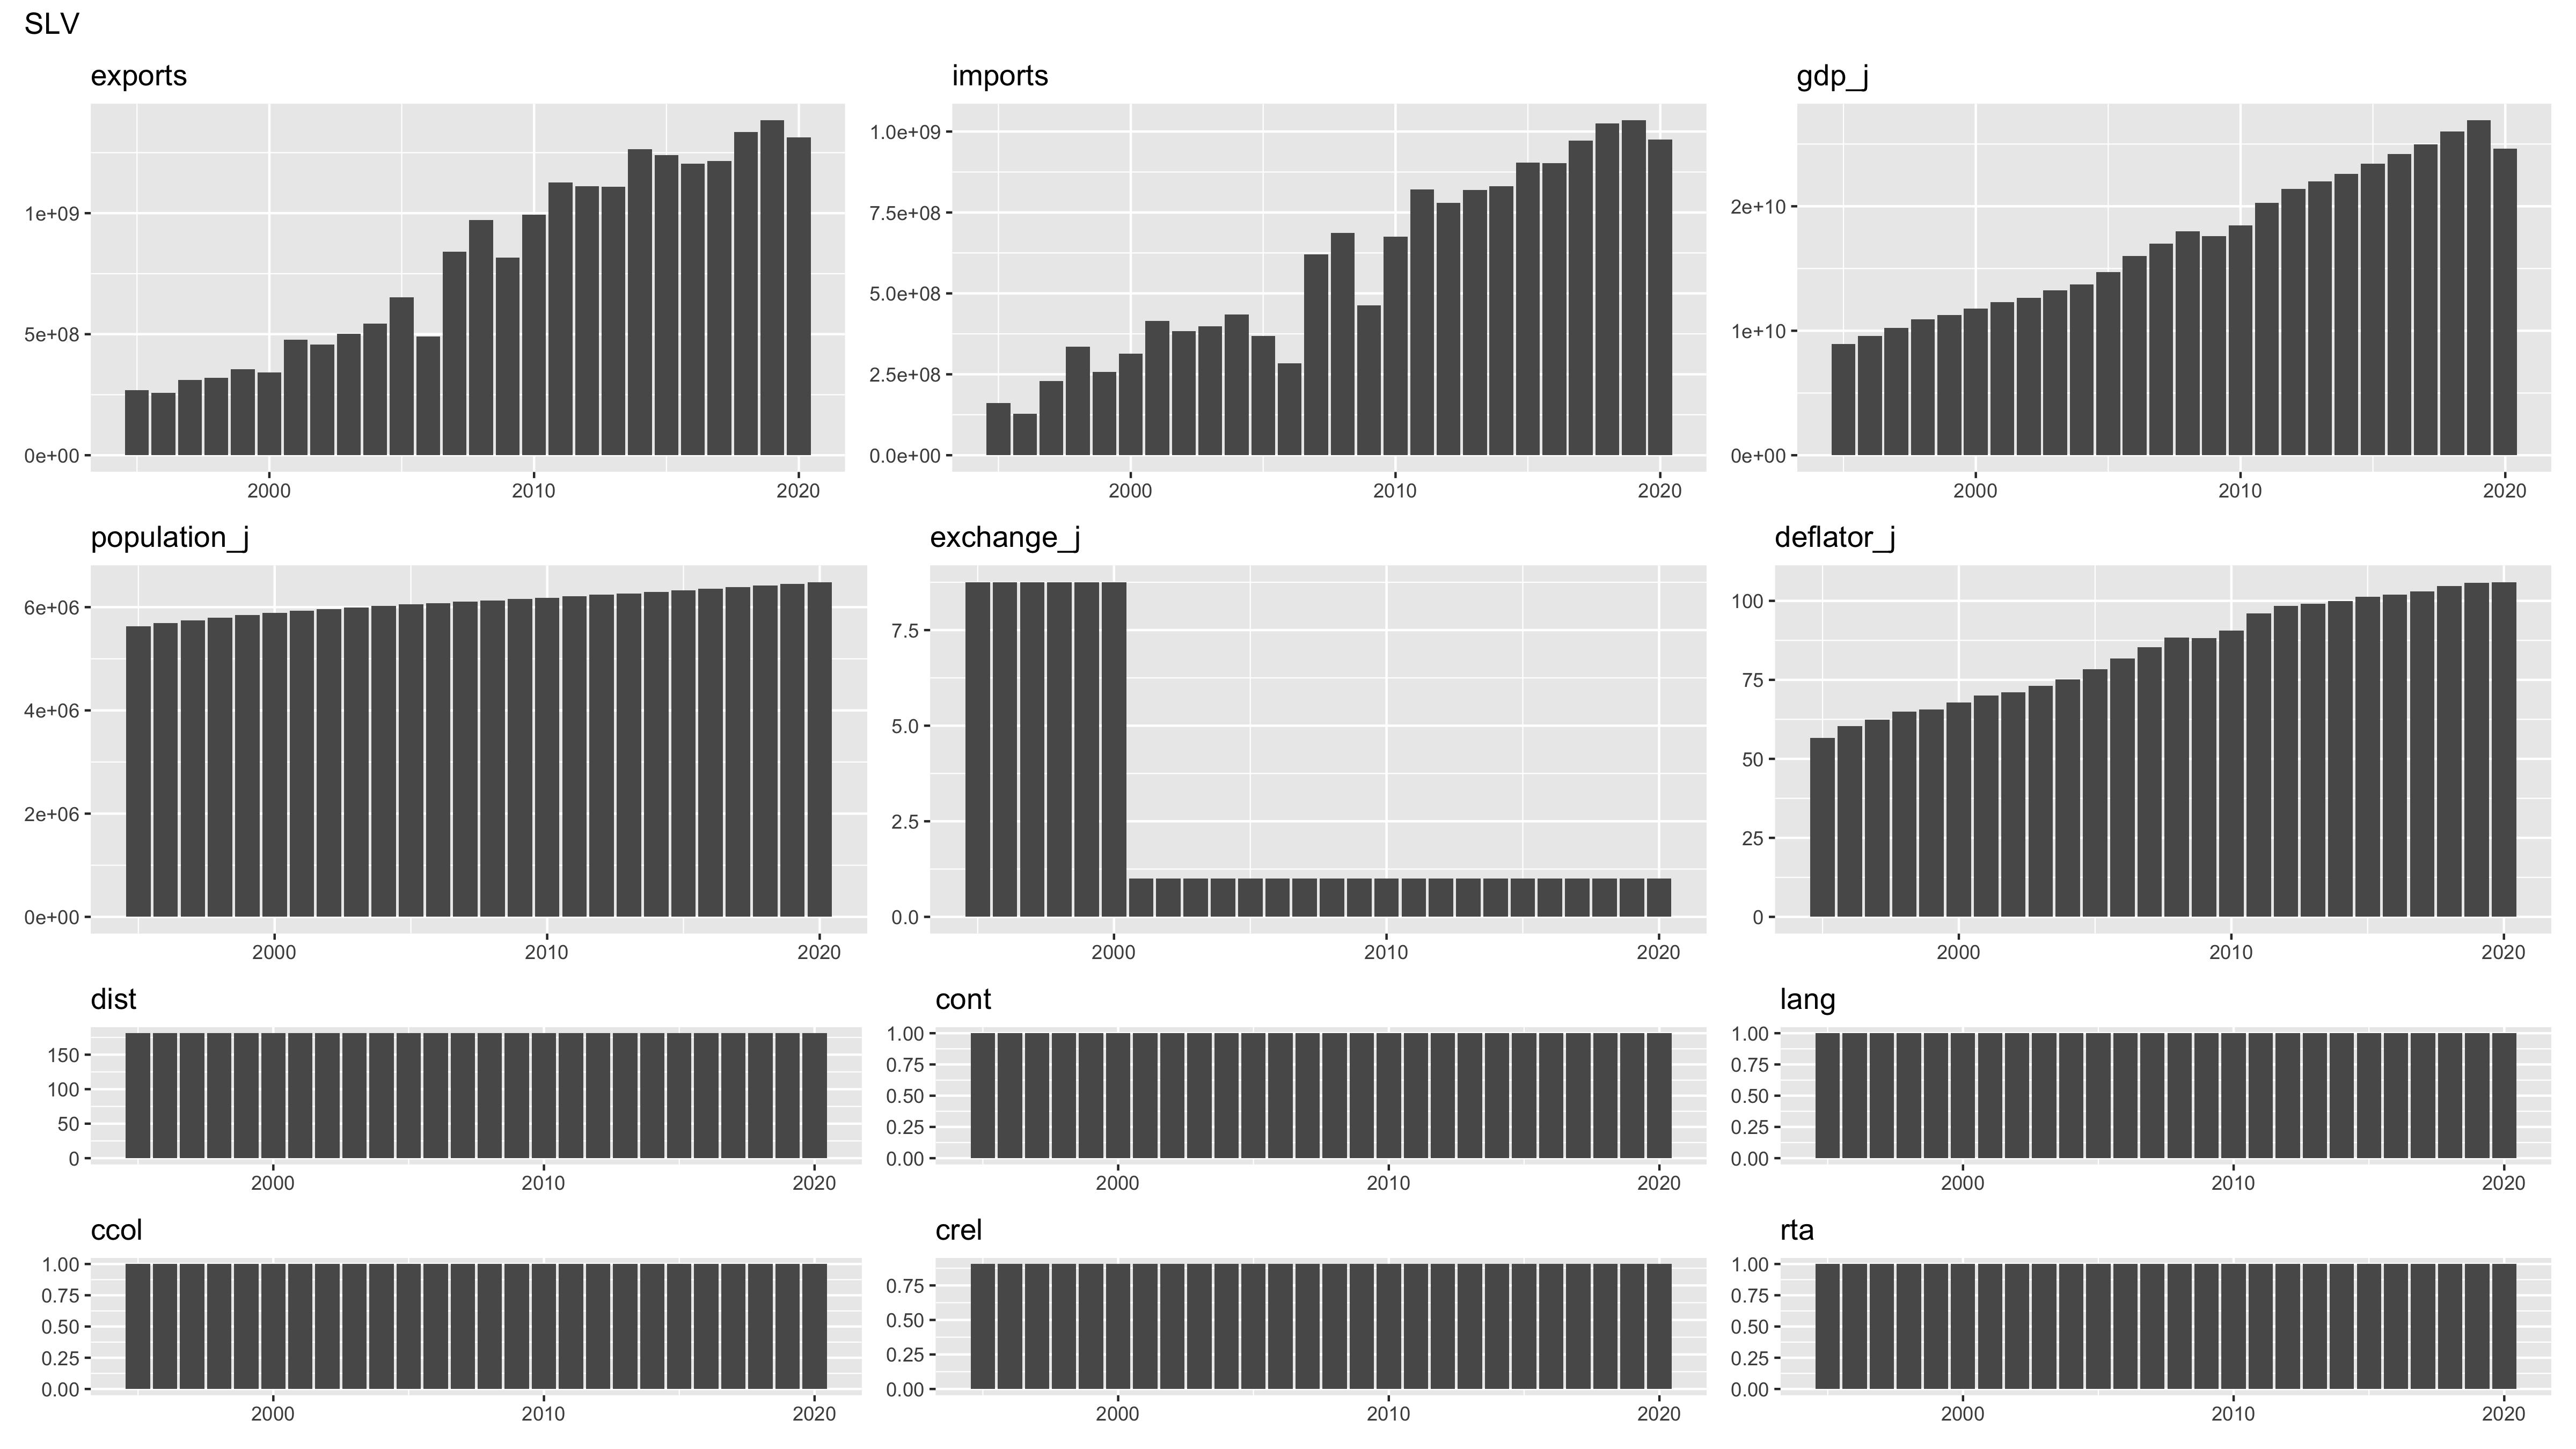 SLV
exports
imports
gdp_j
1e+09
5e+08
0e+00
2000 2010 2020
1.0e+09
7.5e+08
5.0e+08
2.5e+08
0.0e+00
2000 2010 2020
2e+10
1e+10
0e+00
2000 2010 2020
population_j
exchange_j
deflator_j
6e+06
4e+06
2e+06
0e+00
2000 2010 2020
7.5
5.0
2.5
0.0
2000 2010 2020
100
75
50
25
0
2000 2010 2020
dist
cont
lang
150
100
50
0
2000 2010 2020
1.00
0.75
0.50
0.25
0.00
2000 2010 2020
1.00
0.75
0.50
0.25
0.00
2000 2010 2020
ccol
crel
rta
1.00
0.75
0.50
0.25
0.00
2000 2010 2020
0.75
0.50
0.25
0.00
2000 2010 2020
1.00
0.75
0.50
0.25
0.00
2000 2010 2020